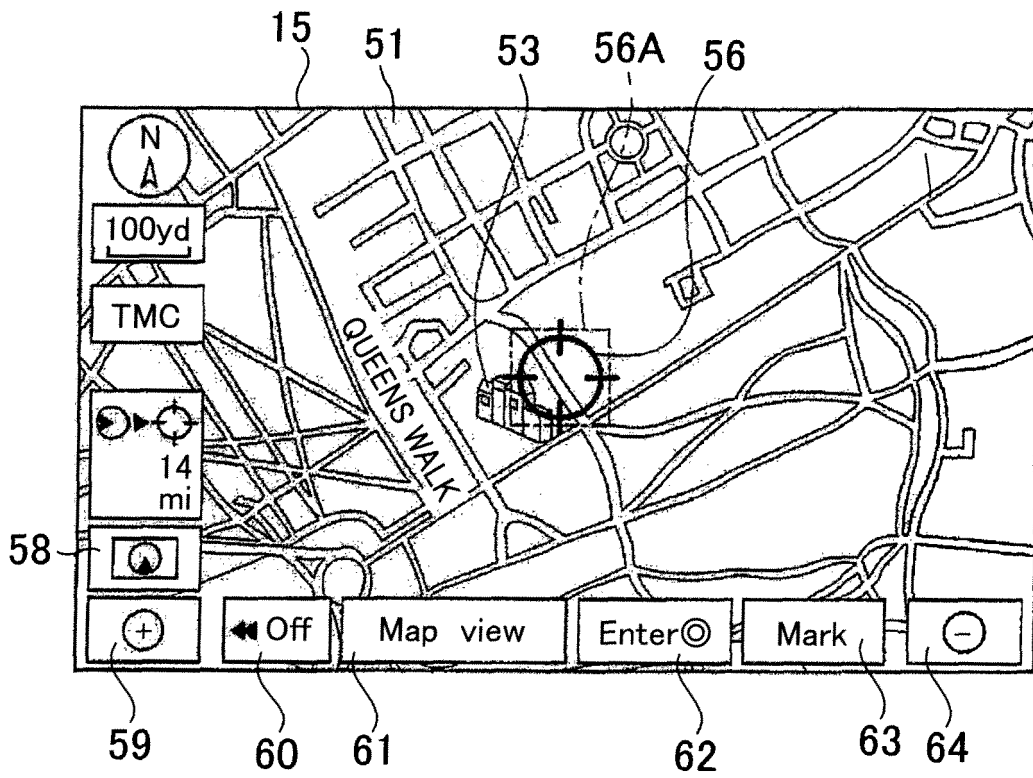 15 51 53 56A 56
N
100yd
TMC
QUEENS WALK
14
mi
58
+
Off
Map view
Enter
Mark
-
59 60 61 62 63 64